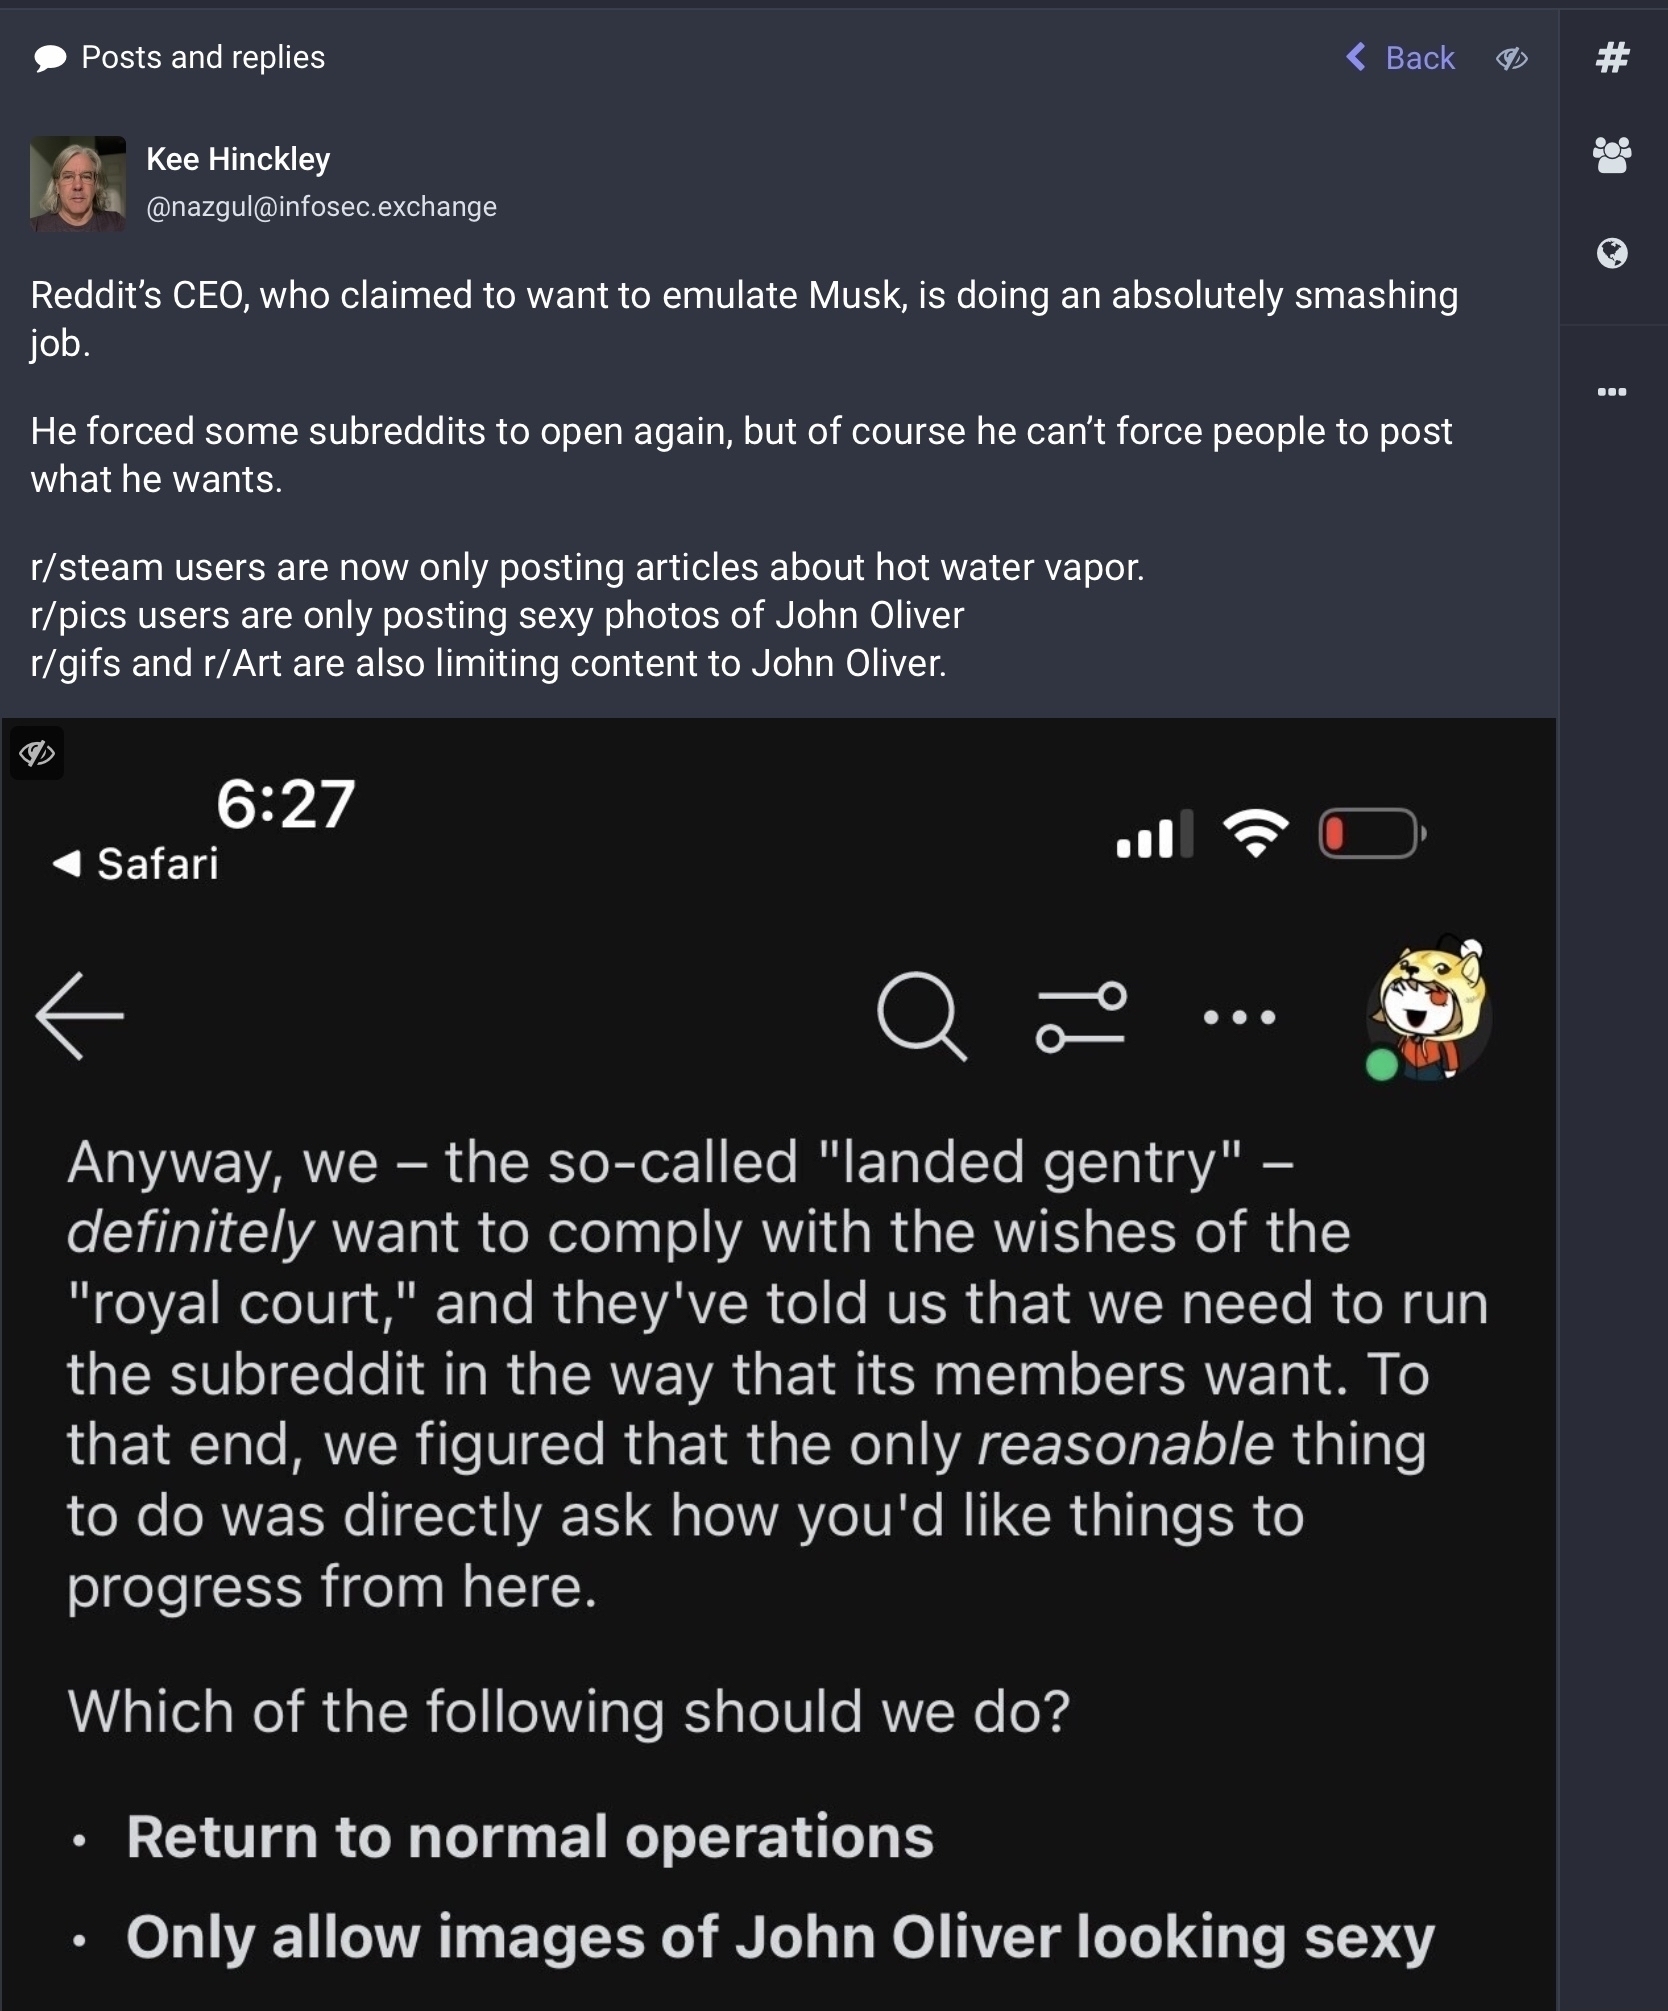 Posts and replies
Back
Kee Hinckley
@nazgul@infosec.exchange
Reddit’s CEO, who claimed to want to emulate Musk, is doing an absolutely smashing
job.
He forced some subreddits to open again, but of course he can’t force people to post
what he wants.
r/steam users are now only posting articles about hot water vapor.
r/pics users are only posting sexy photos of John Oliver
r/gifs and r/Art are also limiting content to John Oliver.
6:27
Safari
Anyway, we – the so-called "landed gentry" –
definitely want to comply with the wishes of the
"royal court," and they've told us that we need to run
the subreddit in the way that its members want. To
that end, we figured that the only reasonable thing
to do was directly ask how you'd like things to
progress from here.
Which of the following should we do?
• Return to normal operations
• Only allow images of John Oliver looking sexy